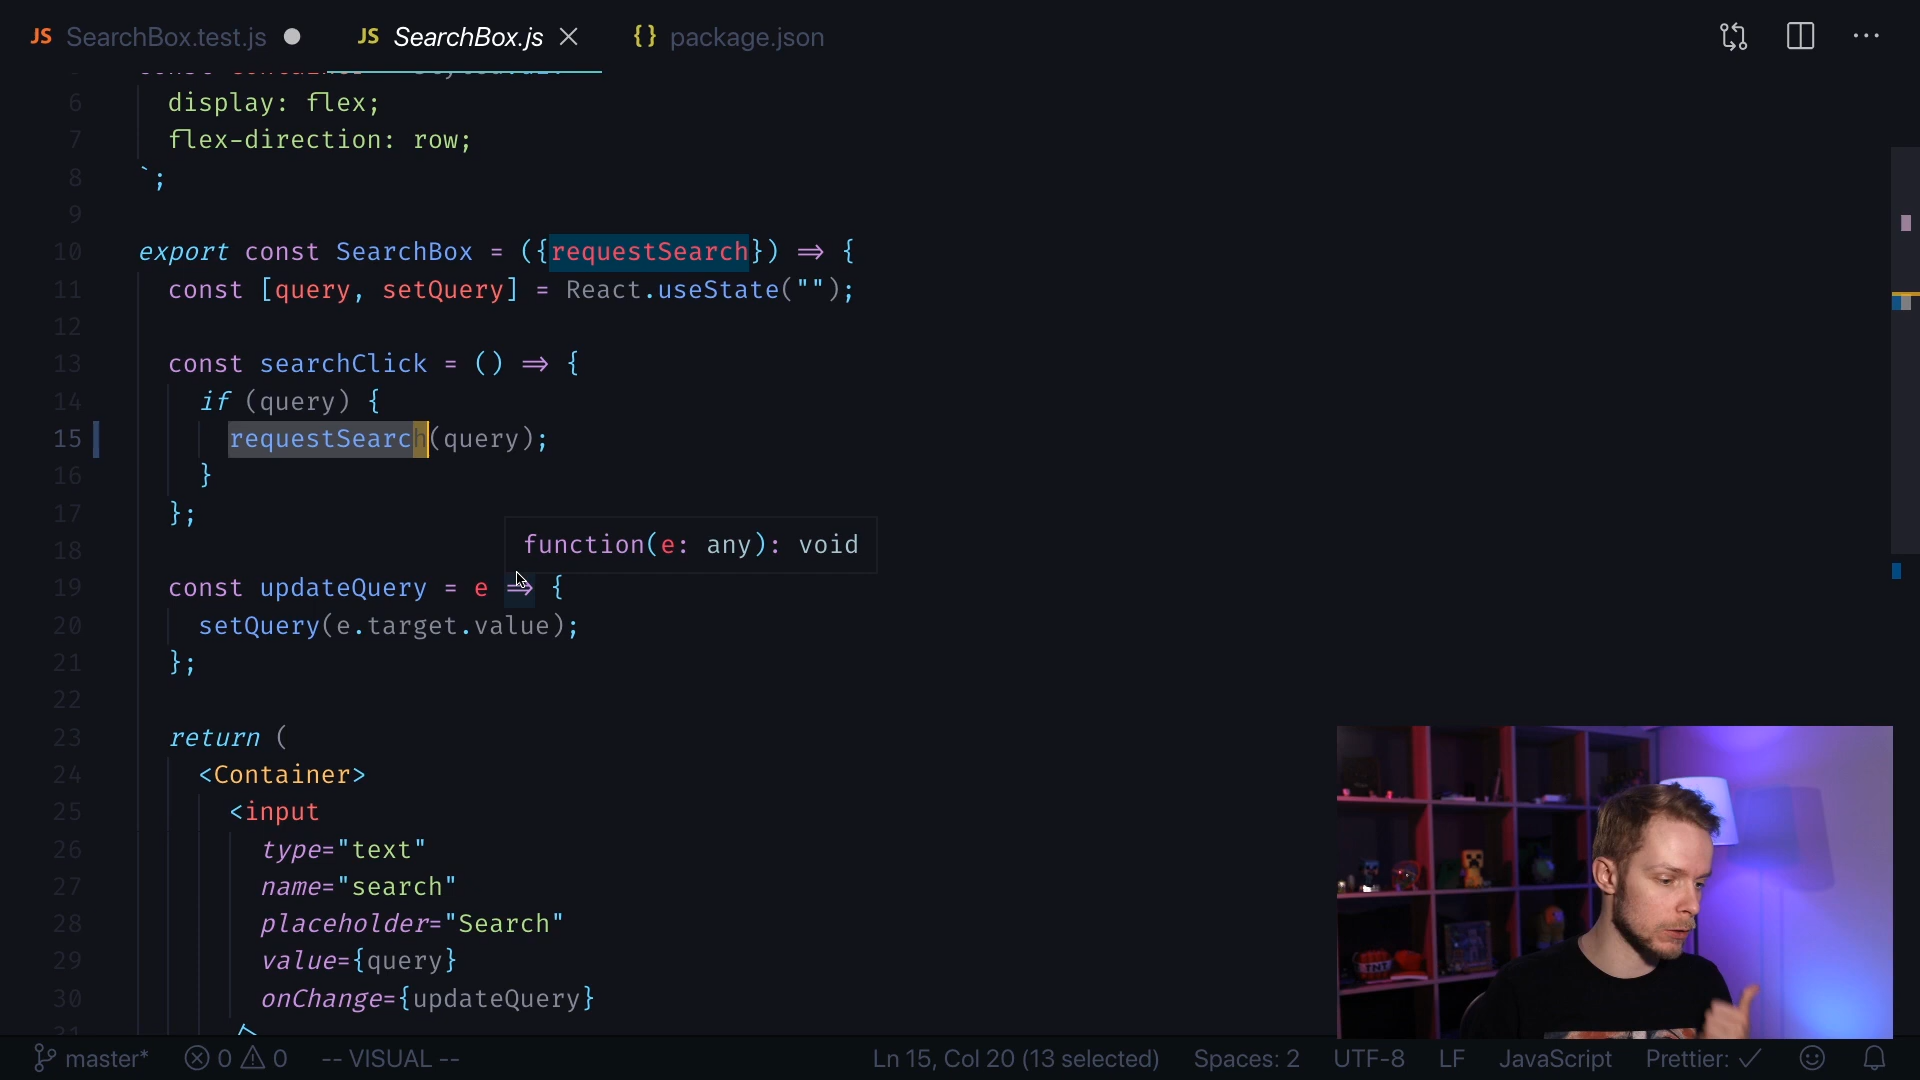 JS SearchBox.test.js
JS SearchBox.js
{} package.json
6 display: flex;
7 flex-direction: row;
8 `;
9
10 export const SearchBox = ({requestSearch}) => {
11 const [query, setQuery] = React.useState("");
12
13 const searchClick = () => {
14 if (query) {
15 requestSearch(query);
16 }
17 };
18
function(e: any): void
19 const updateQuery = e => {
20 setQuery(e.target.value);
21 };
22
23 return (
24 <Container>
25 <input
26 type="text"
27 name="search"
28 placeholder="Search"
29 value={query}
30 onChange={updateQuery}
TNT
master* 0 0 -- VISUAL -- Ln 15, Col 20 (13 selected) Spaces: 2 UTF-8 LF JavaScript Prettier: ✓